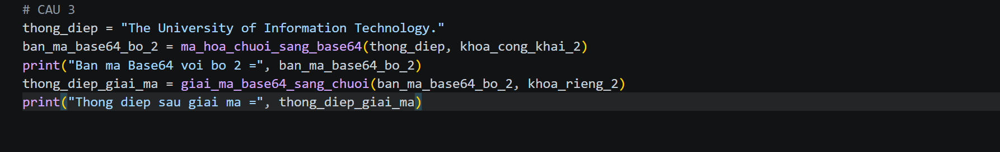 # CAU 3
thong_diep = "The University of Information Technology."
ban_ma_base64_bo_2 = ma_hoa_chuoi_sang_base64(thong_diep, khoa_cong_khai_2)
print("Ban ma Base64 voi bo 2 =", ban_ma_base64_bo_2)
thong_diep_giai_ma = giai_ma_base64_sang_chuoi(ban_ma_base64_bo_2, khoa_rieng_2)
print("Thong diep sau giai ma =", thong_diep_giai_ma)